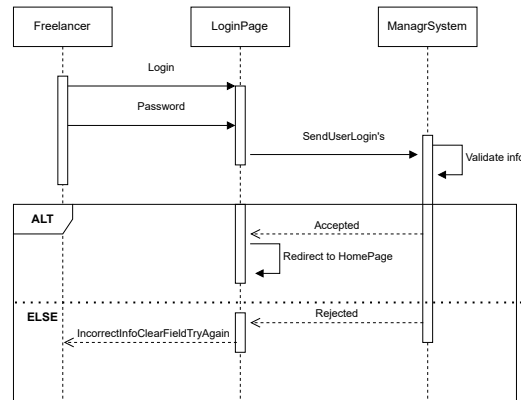 Freelancer
LoginPage
ManagrSystem
Login
Password
SendUserLogin's
Validate info
ALT
Accepted
Redirect to HomePage
ELSE
Rejected
IncorrectInfoClearFieldTryAgain